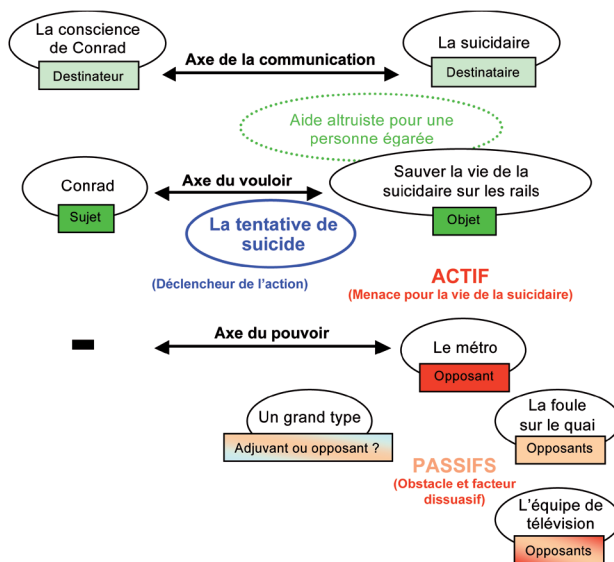 La conscience
de Conrad
Destinateur
Axe de la communication
La suicidaire
Destinataire
Aide altruiste pour une
personne égarée
Conrad
Sujet
Axe du vouloir
Sauver la vie de la
suicidaire sur les rails
Objet
La tentative de
suicide
(Déclencheur de l'action)
ACTIF
(Menace pour la vie de la suicidaire)
-
Axe du pouvoir
Le métro
Opposant
Un grand type
Adjuvant ou opposant ?
La foule
sur le quai
Opposants
PASSIFS
(Obstacle et facteur
dissuasif)
L'équipe de
télévision
Opposants